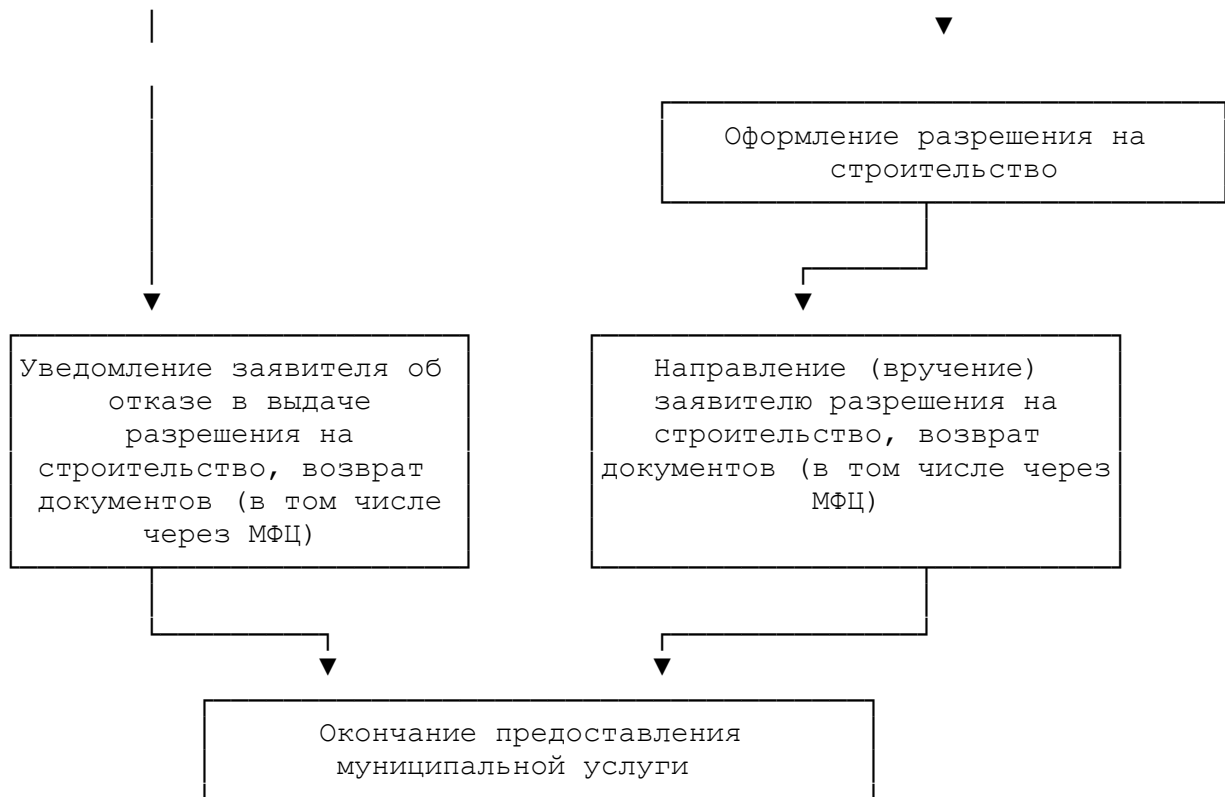 Оформление разрешения на
строительство
Уведомление заявителя об
отказе в выдаче
разрешения на
строительство, возврат
документов (в том числе
через МФЦ)
Направление (вручение)
заявителю разрешения на
строительство, возврат
документов (в том числе через
МФЦ)
Окончание предоставления
муниципальной услуги